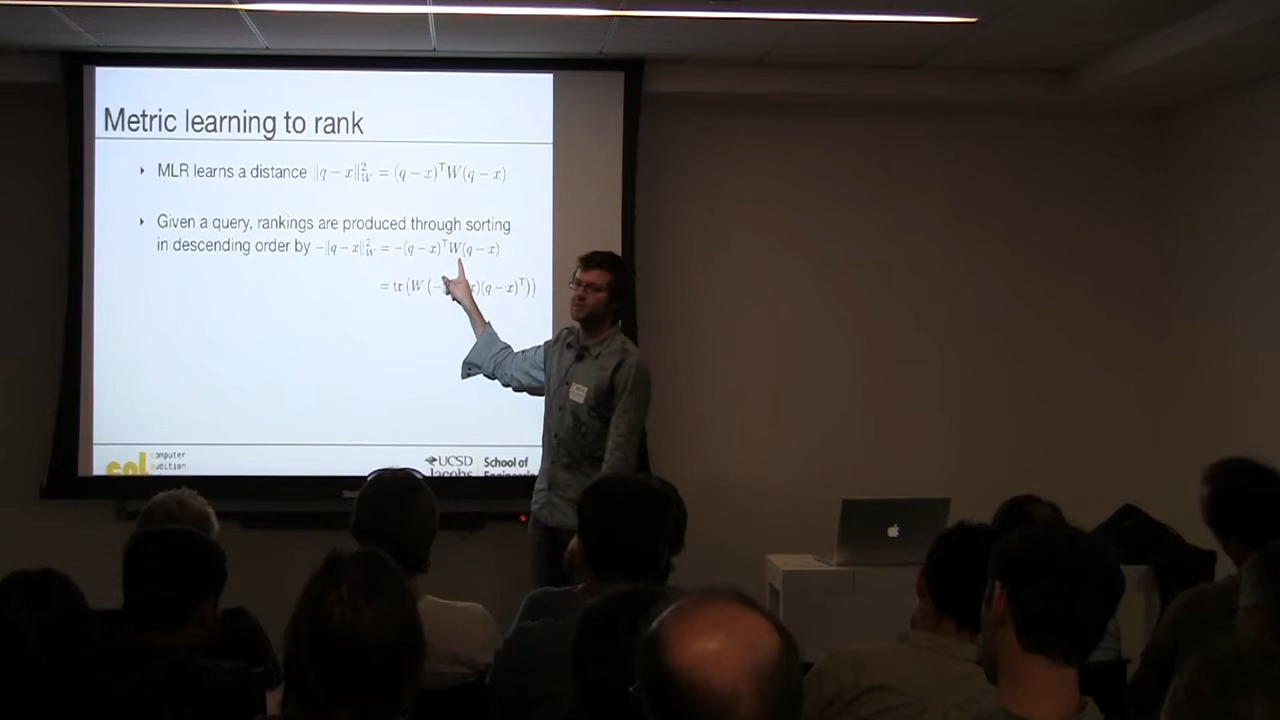 Metric learning to rank
‣ MLR learns a distance ‖q − x‖²_W = (q − x)ᵀW(q − x)
‣ Given a query, rankings are produced through sorting
in descending order by −‖q − x‖²_W = −(q − x)ᵀW(q − x)
= tr(W(− x)(q − x)ᵀ))
computer
audition
UCSD
Jacobs
School of